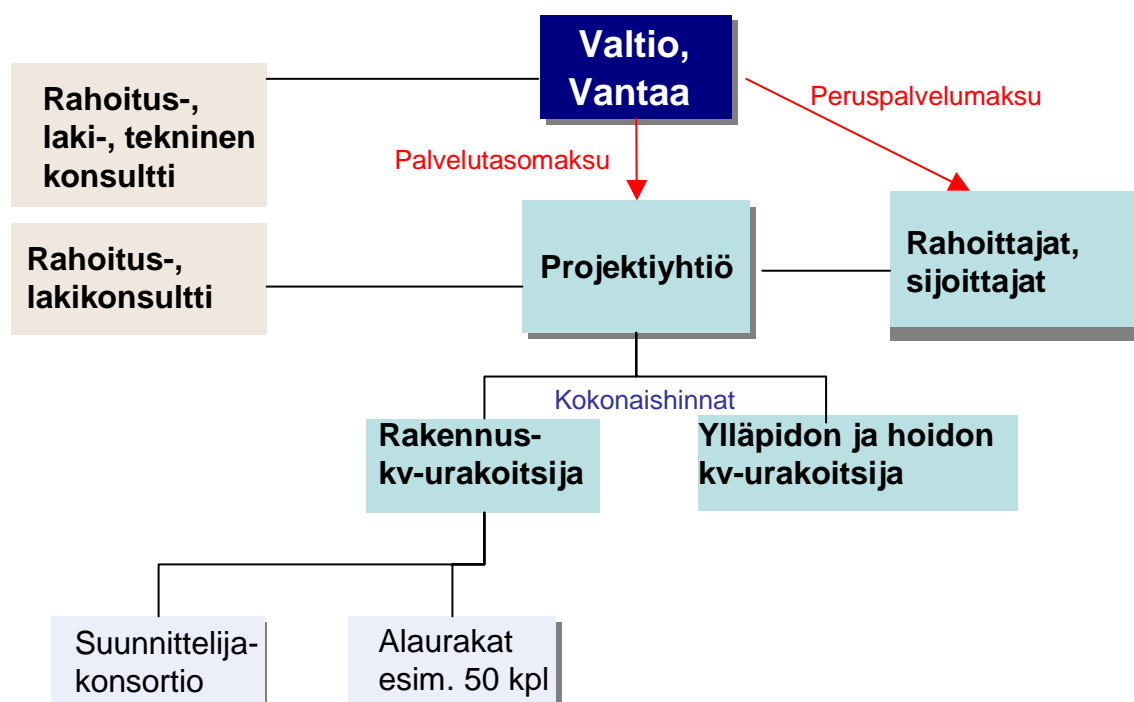 Valtio,
Vantaa
Rahoitus-,
laki-, tekninen
konsultti
Peruspalvelumaksu
Palvelutasomaksu
Rahoitus-,
lakikonsultti
Projektiyhtiö
Rahoittajat,
sijoittajat
Kokonaishinnat
Rakennus-
kv-urakoitsija
Ylläpidon ja hoidon
kv-urakoitsija
Suunnittelija-
konsortio
Alaurakat
esim. 50 kpl